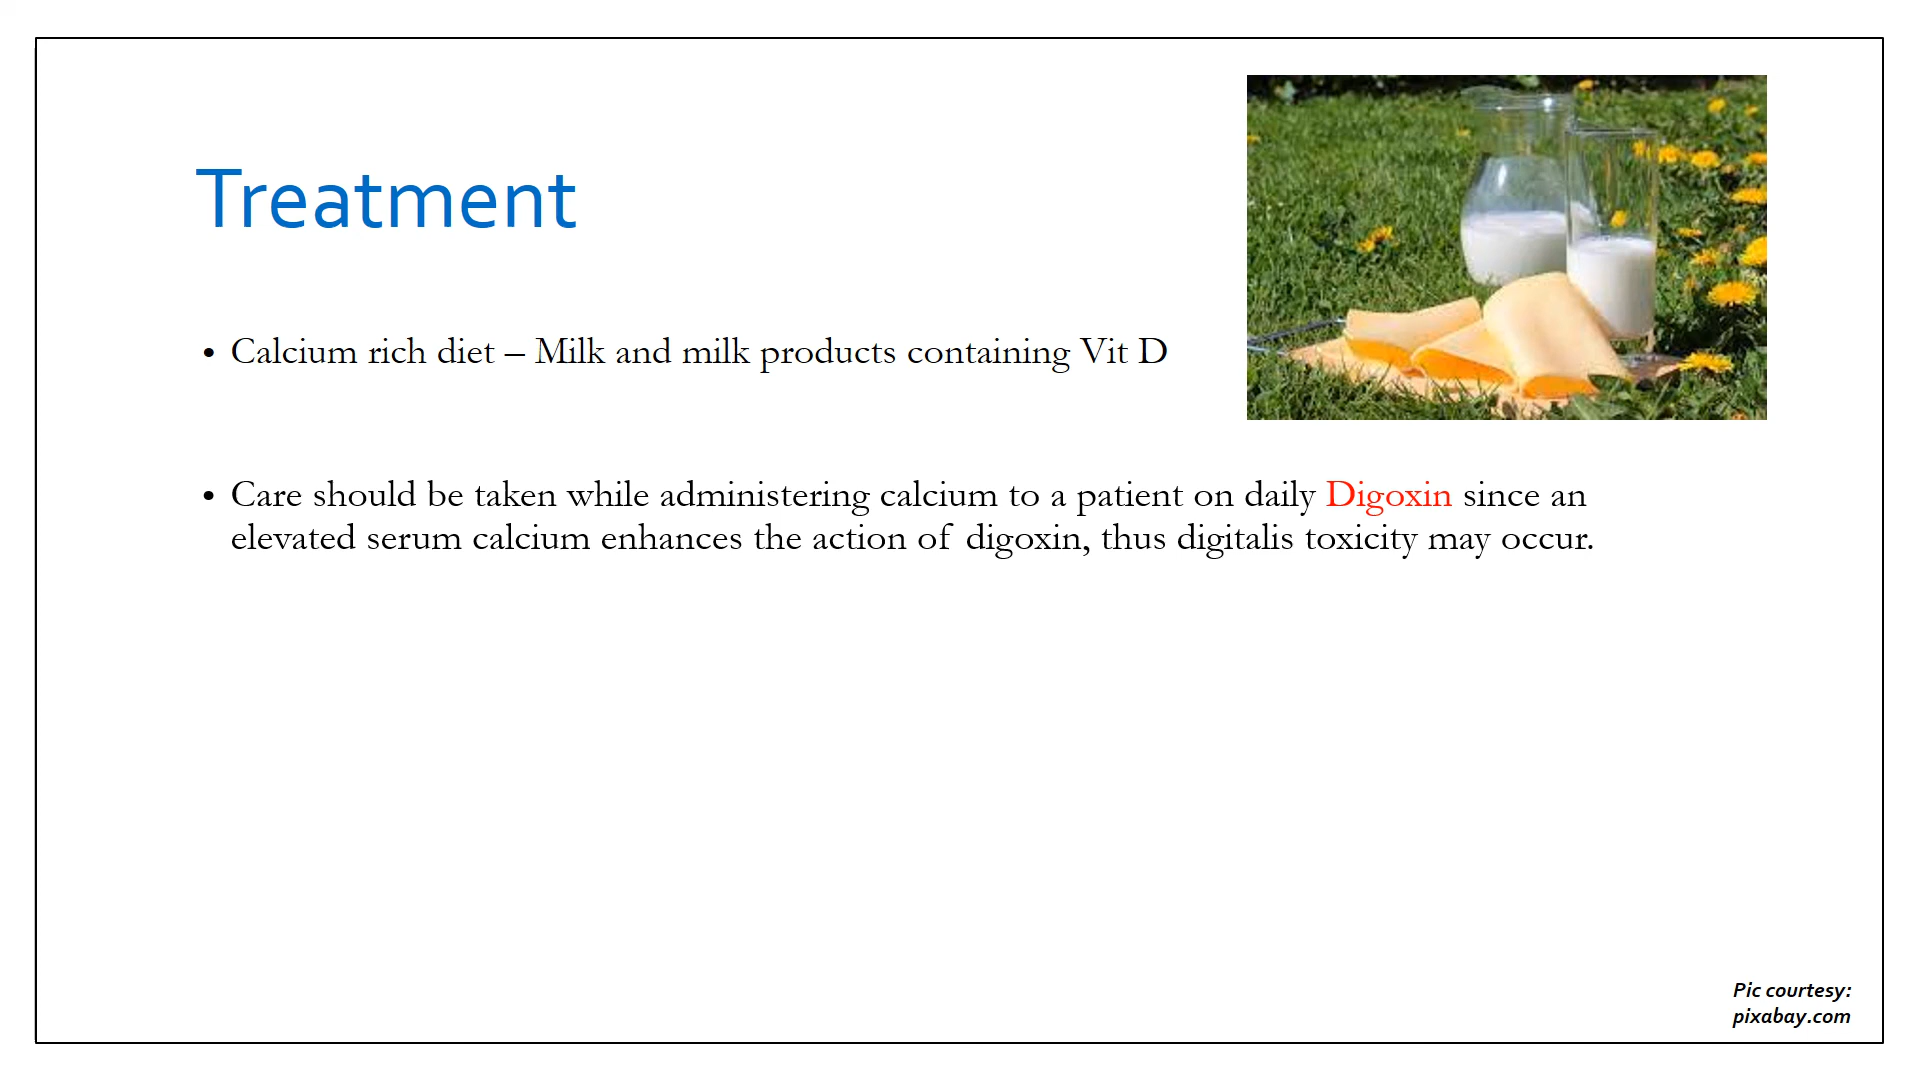 Treatment
• Calcium rich diet – Milk and milk products containing Vit D
• Care should be taken while administering calcium to a patient on daily Digoxin since an
elevated serum calcium enhances the action of digoxin, thus digitalis toxicity may occur.
Pic courtesy:
pixabay.com